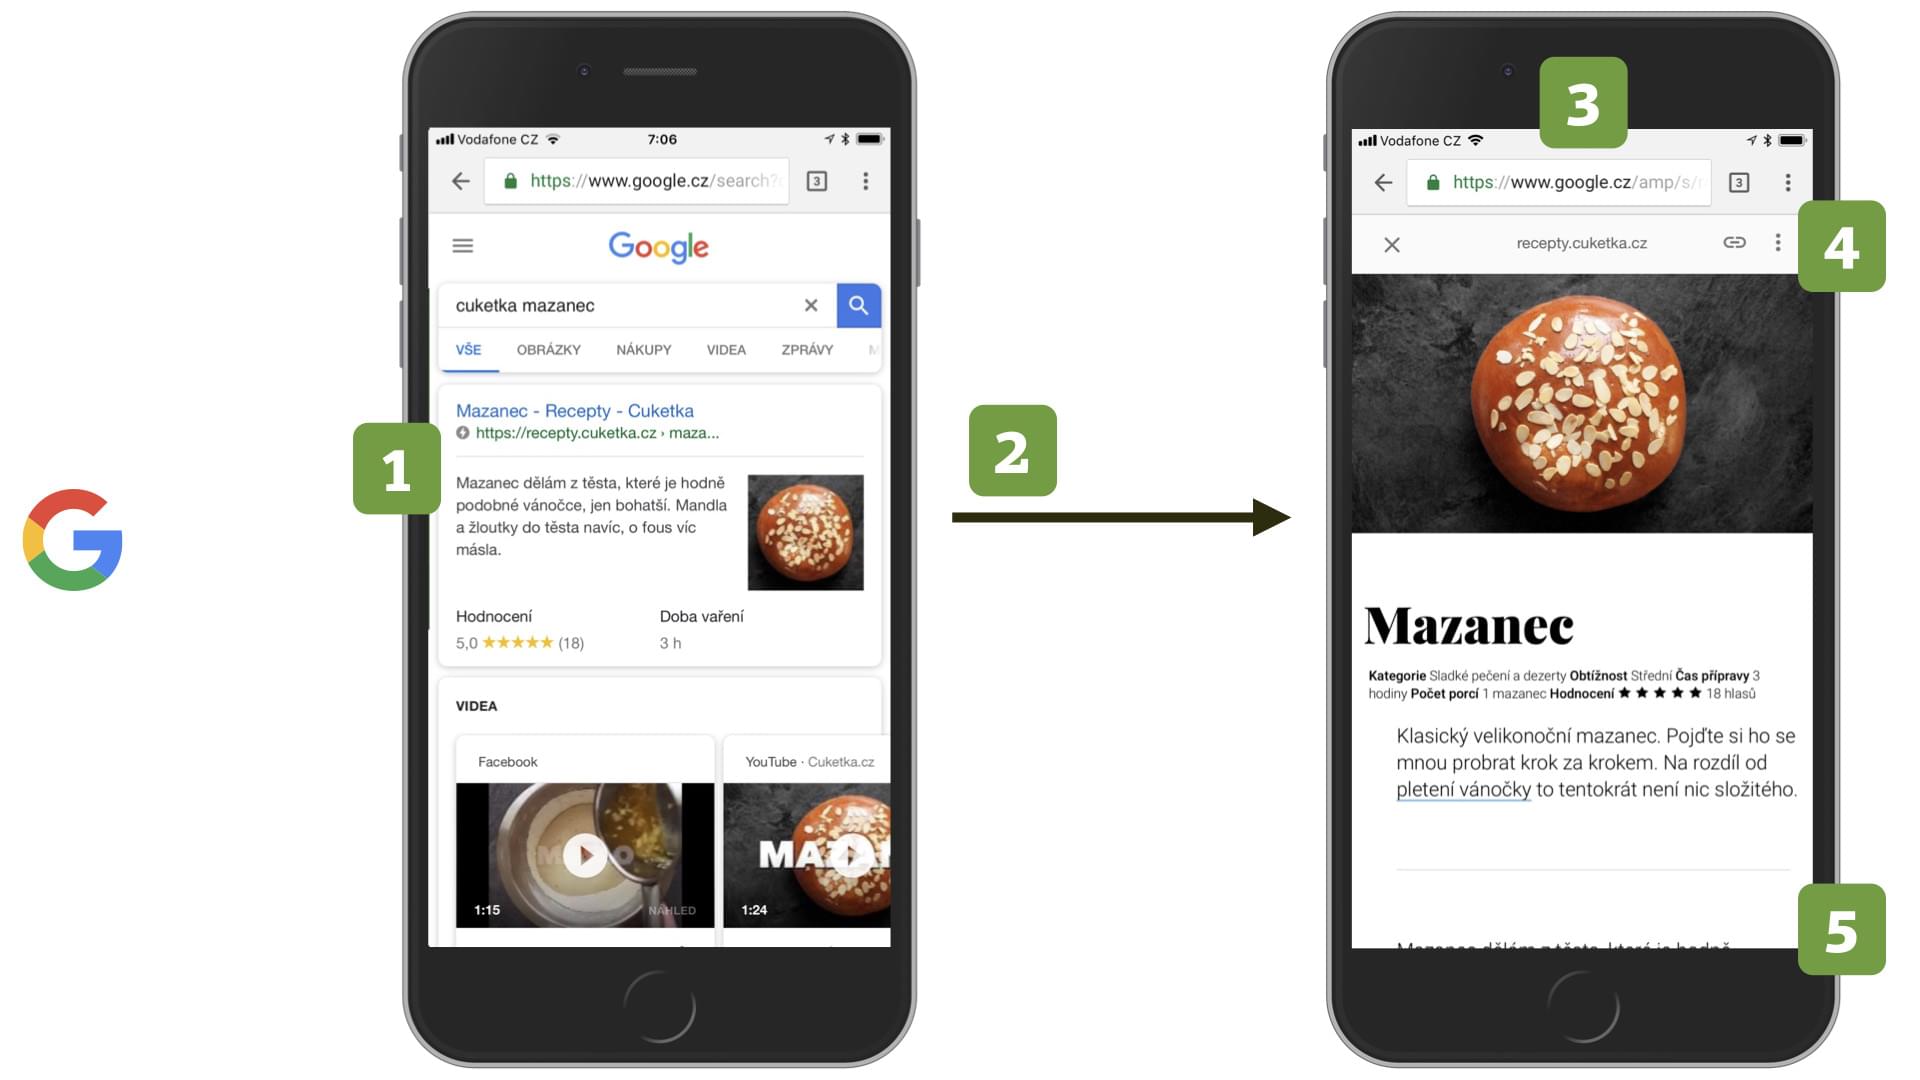 Vodafone CZ
7:06
https://www.google.cz/search?
3
Google
cuketka mazanec
VŠE
OBRÁZKY
NÁKUPY
VIDEA
ZPRÁVY
M
Mazanec - Recepty - Cuketka
https://recepty.cuketka.cz › maza...
Mazanec dělám z těsta, které je hodně
podobné vánočce, jen bohatší. Mandla
a žloutky do těsta navíc, o fous víc
másla.
Hodnocení
Doba vaření
5,0 ★★★★★ (18)
3 h
VIDEA
Facebook
YouTube · Cuketka.cz
1:15
NÁHLED
1:24
1
2
3
Vodafone CZ
https://www.google.cz/amp/s/r
3
recepty.cuketka.cz
4
Mazanec
Kategorie Sladké pečení a dezerty Obtížnost Střední Čas přípravy 3
hodiny Počet porcí 1 mazanec Hodnocení ★ ★ ★ ★ ★ 18 hlasů
Klasický velikonoční mazanec. Pojďte si ho se
mnou probrat krok za krokem. Na rozdíl od
pletení vánočky to tentokrát není nic složitého.
5
Mazanec dělám z těsta, které je hodně